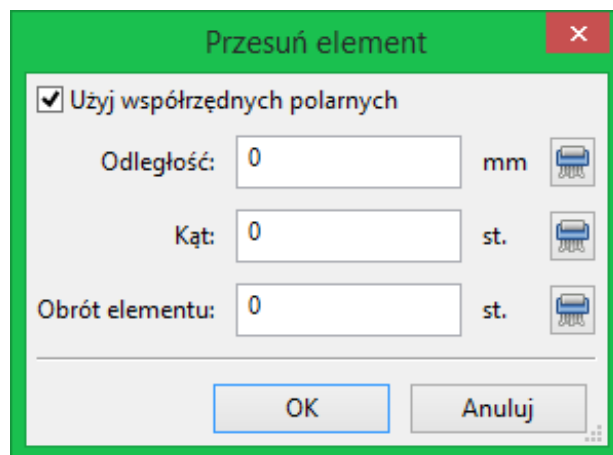 Przesuń element
Użyj współrzędnych polarnych
Odległość: 0 mm
Kąt: 0 st.
Obrót elementu: 0 st.
OK Anuluj